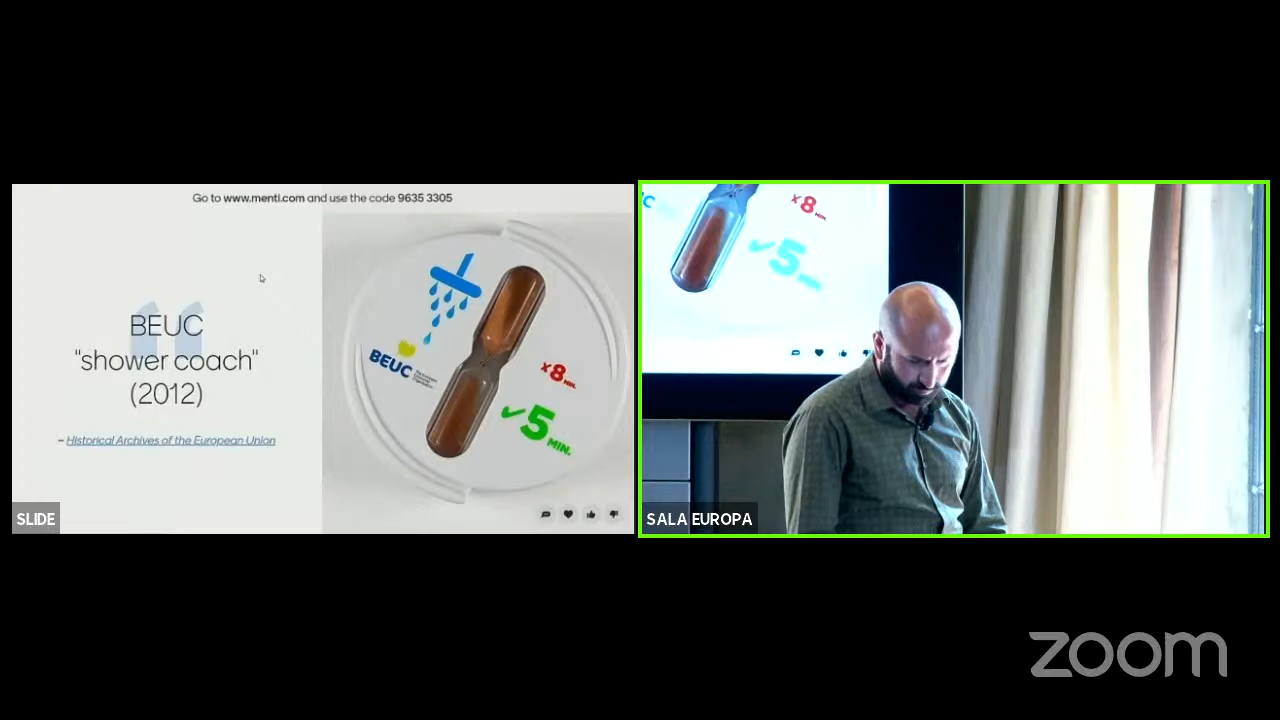 Go to www.menti.com and use the code 9635 3305
BEUC
"shower coach"
(2012)
– Historical Archives of the European Union
BEUC
x8 MIN.
✓5 MIN.
SLIDE
x8 MIN.
✓5
SALA EUROPA
zoom